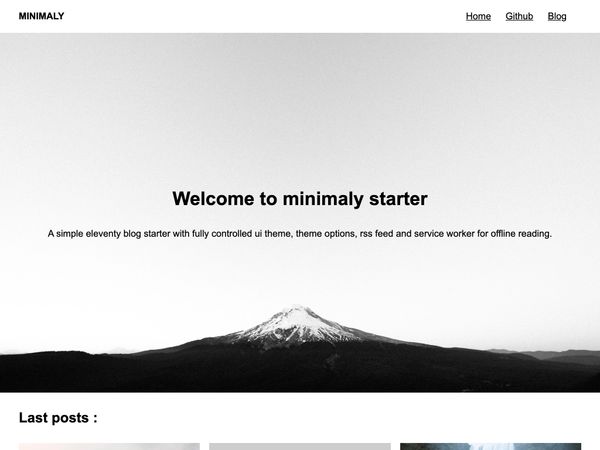 MINIMALY
Home Github Blog
Welcome to minimaly starter
A simple eleventy blog starter with fully controlled ui theme, theme options, rss feed and service worker for offline reading.
Last posts :